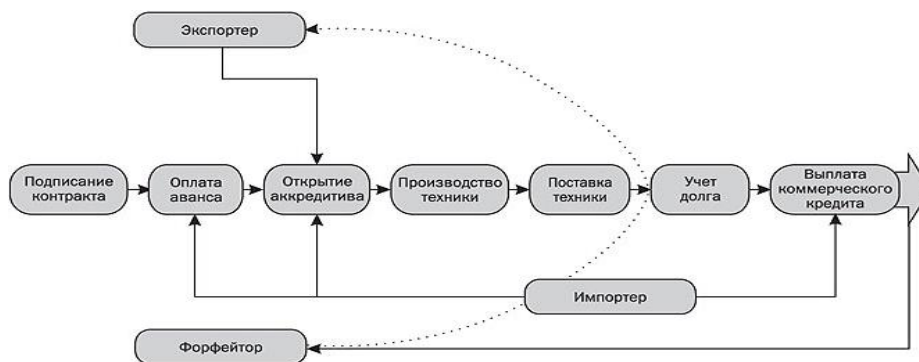 Экспортер
Подписание
контракта
Оплата
аванса
Открытие
аккредитива
Производство
техники
Поставка
техники
Учет
долга
Выплата
коммерческого
кредита
Импортер
Форфейтор